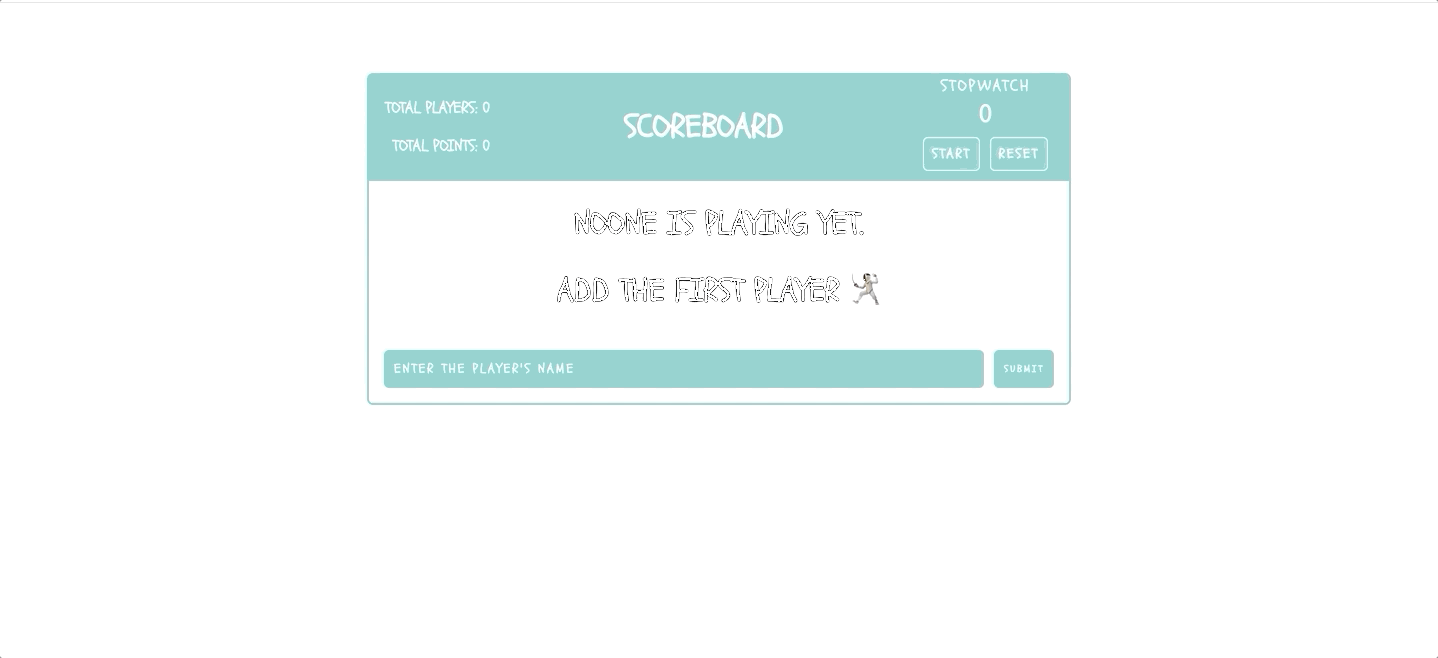 TOTAL PLAYERS: 0
TOTAL POINTS: 0
SCOREBOARD
STOPWATCH
0
START RESET
NOONE IS PLAYING YET.
ADD THE FIRST PLAYER 🤺
ENTER THE PLAYER'S NAME SUBMIT